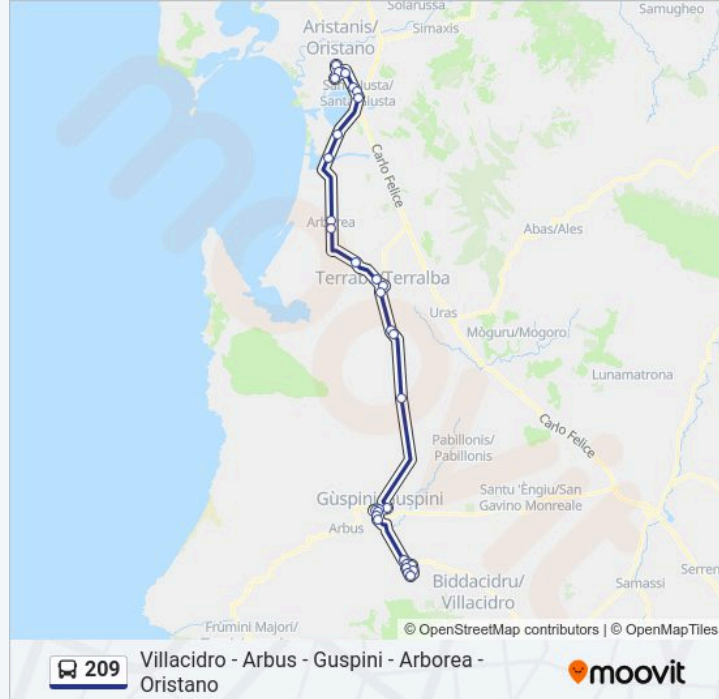 Solarussa
Samugheo
Aristanis/
Oristano
Simaxis
Santa Giusta/
Santa Giusta
Carlo Felice
Arborea
Abas/Ales
Terraba/Terralba
Uras
Mòguru/Mogoro
Lunamatrona
Carlo Felice
Pabillonis/
Pabillonis
Gùspini/Guspini
Santu 'Èngiu/San
Gavino Monreale
Arbus
Biddacidru/
Villacidro
Samassi
Serren
Frùmini Majori/
© OpenStreetMap contributors | © OpenMapTiles
209
Villacidro - Arbus - Guspini - Arborea -
Oristano
moovit